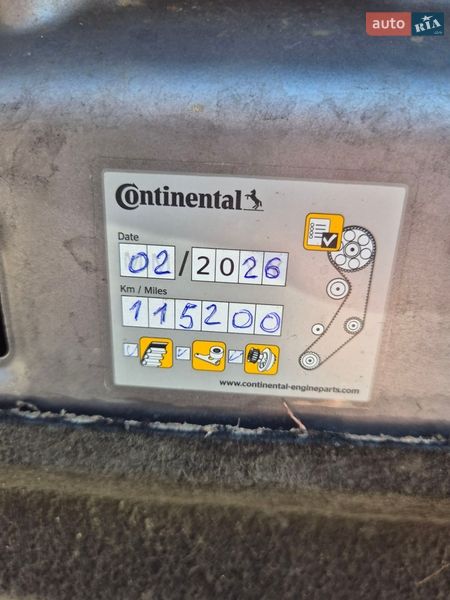 auto RIA
Continental
Date
02/2026
Km / Miles
115200
www.continental-engineparts.com